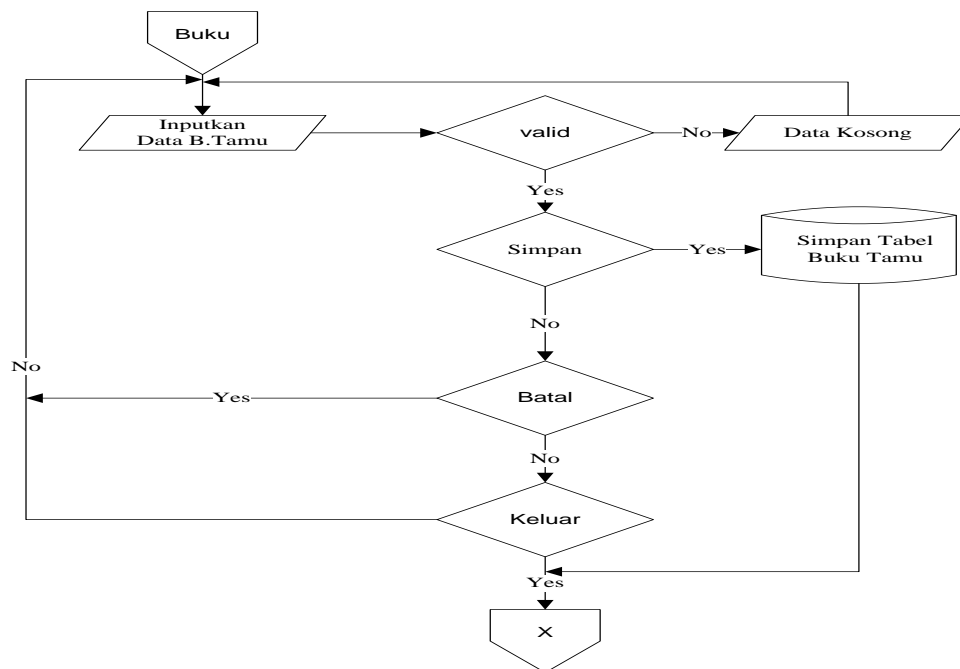 Buku
Inputkan
Data B.Tamu
valid
No
Data Kosong
Yes
Simpan
Yes
Simpan Tabel
Buku Tamu
No
No
Batal
Yes
No
Keluar
Yes
X